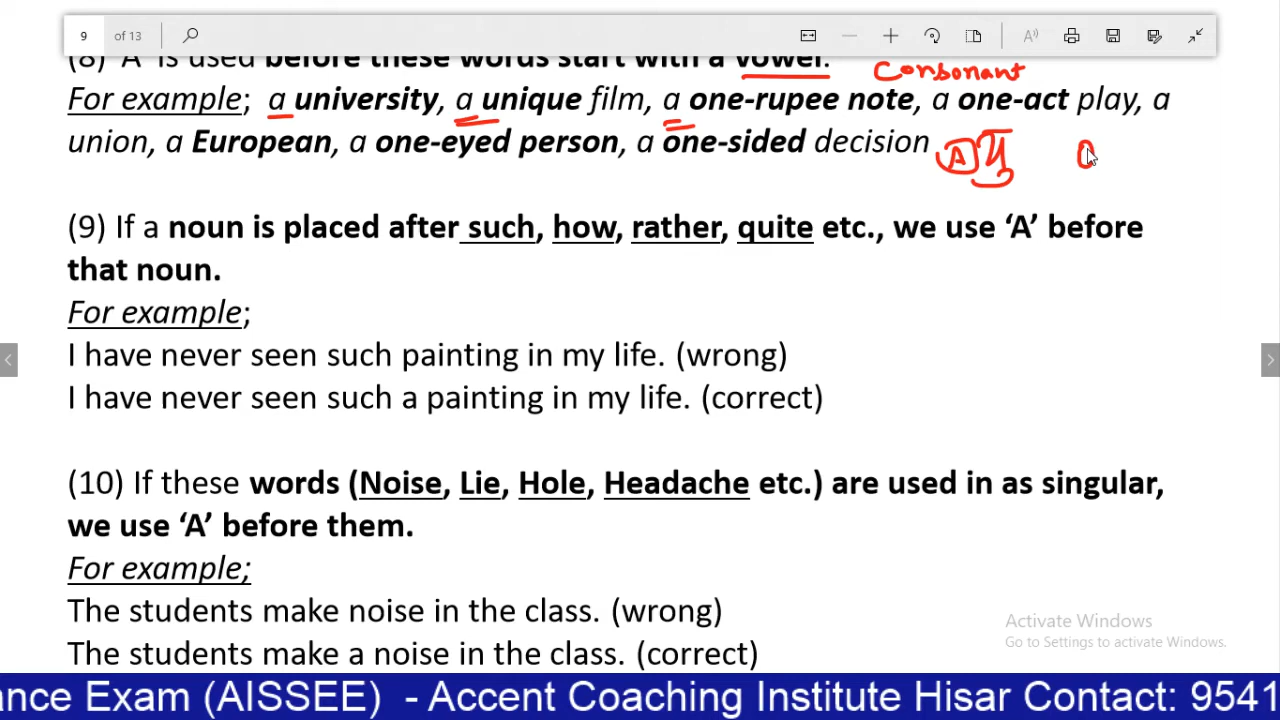 9 of 13
(8) 'A' is used before these words start with a vowel.
Consonant
For example; a university, a unique film, a one-rupee note, a one-act play, a
union, a European, a one-eyed person, a one-sided decision
A यु
(9) If a noun is placed after such, how, rather, quite etc., we use ‘A’ before
that noun.
For example;
I have never seen such painting in my life. (wrong)
I have never seen such a painting in my life. (correct)
(10) If these words (Noise, Lie, Hole, Headache etc.) are used in as singular,
we use ‘A’ before them.
For example;
The students make noise in the class. (wrong)
The students make a noise in the class. (correct)
Activate Windows
Go to Settings to activate Windows.
ance Exam (AISSEE) - Accent Coaching Institute Hisar Contact: 9541